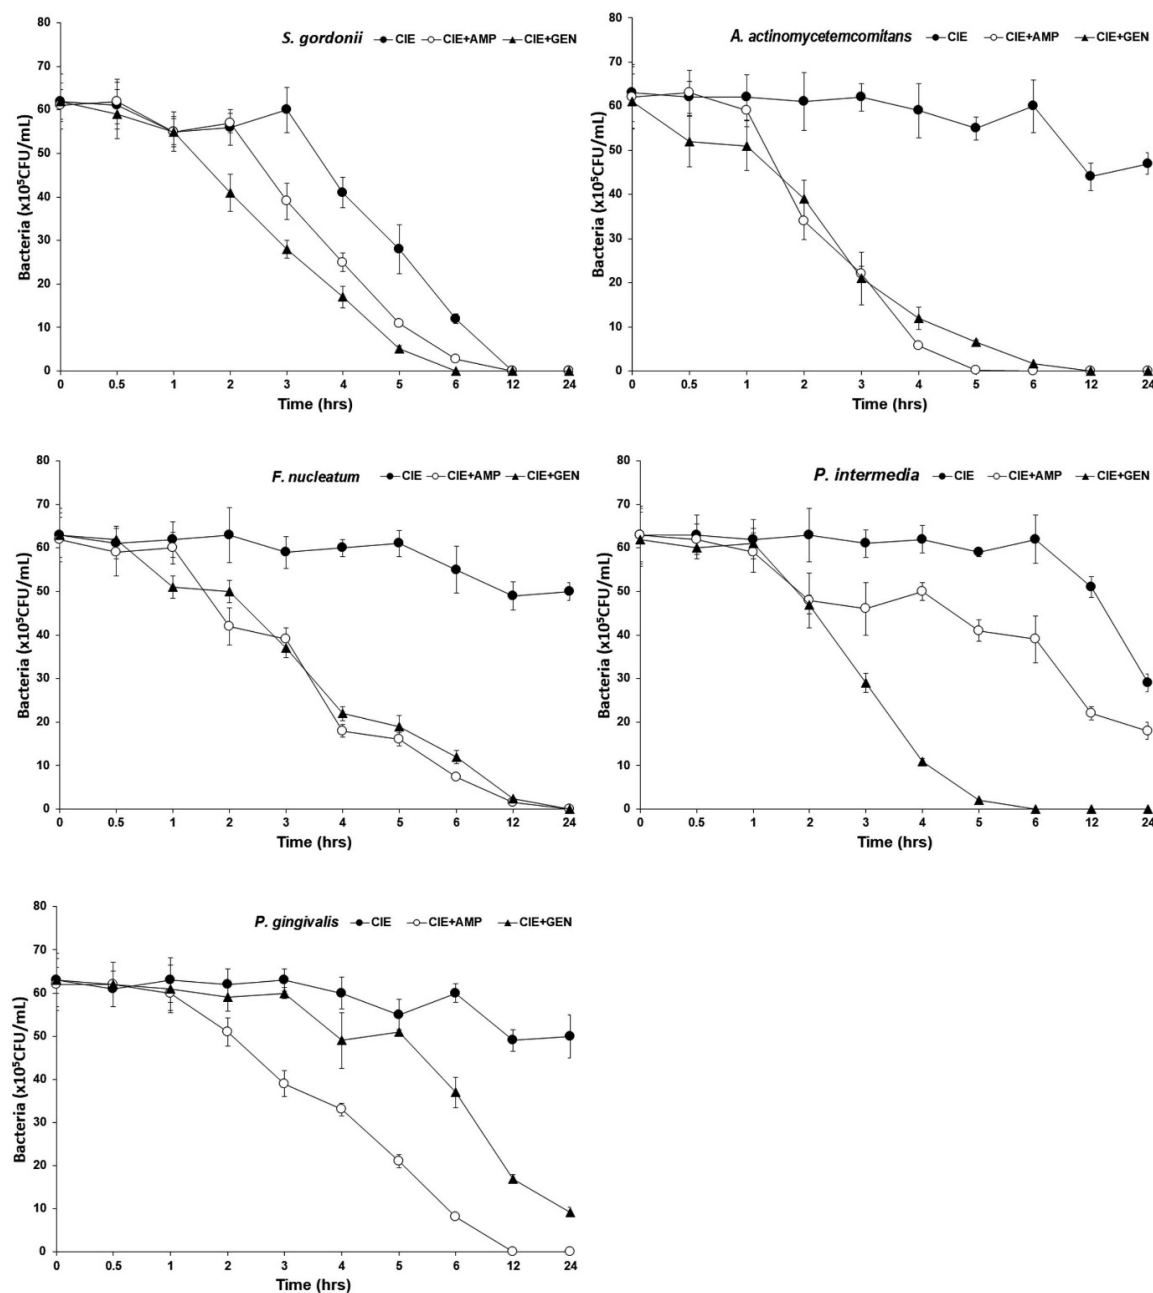 S. gordonii CIE CIE+AMP CIE+GEN
80
70
60
50
40
30
20
10
0
Bacteria (x10⁵CFU/mL)
0 0.5 1 2 3 4 5 6 12 24
Time (hrs)
A. actinomycetemcomitans CIE CIE+AMP CIE+GEN
80
70
60
50
40
30
20
10
0
Bacteria (x10⁵CFU/mL)
0 0.5 1 2 3 4 5 6 12 24
Time (hrs)
F. nucleatum CIE CIE+AMP CIE+GEN
80
70
60
50
40
30
20
10
0
Bacteria (x10⁵CFU/mL)
0 0.5 1 2 3 4 5 6 12 24
Time (hrs)
P. intermedia CIE CIE+AMP CIE+GEN
80
70
60
50
40
30
20
10
0
Bacteria (x10⁵CFU/mL)
0 0.5 1 2 3 4 5 6 12 24
Time (hrs)
P. gingivalis CIE CIE+AMP CIE+GEN
80
70
60
50
40
30
20
10
0
Bacteria (x10⁵CFU/mL)
0 0.5 1 2 3 4 5 6 12 24
Time (hrs)